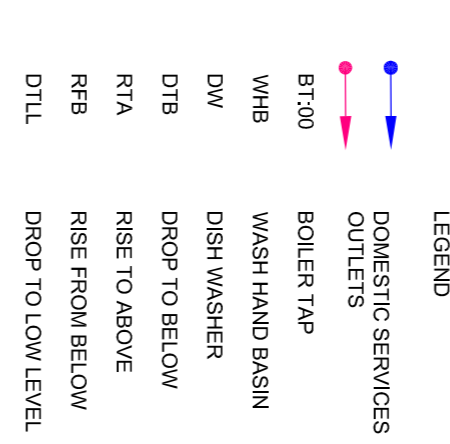 LEGEND
DOMESTIC SERVICES
OUTLETS
BT:00 BOILER TAP
WHB WASH HAND BASIN
DW DISH WASHER
DTB DROP TO BELOW
RTA RISE TO ABOVE
RFB RISE FROM BELOW
DTLL DROP TO LOW LEVEL